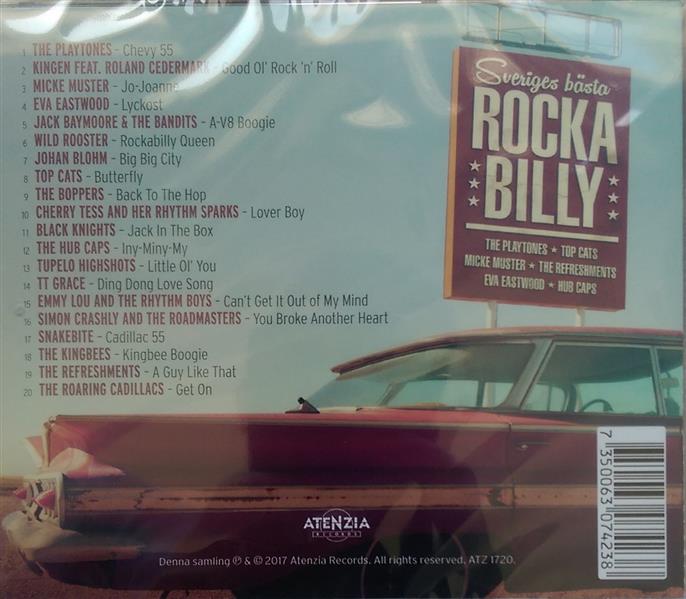 1 THE PLAYTONES - Chevy 55
2 KINGEN FEAT. ROLAND CEDERMARK - Good Ol' Rock 'n' Roll
3 MICKE MUSTER - Jo-Joanne
4 EVA EASTWOOD - Lyckost
5 JACK BAYMOORE & THE BANDITS - A-V8 Boogie
6 WILD ROOSTER - Rockabilly Queen
7 JOHAN BLOHM - Big Big City
8 TOP CATS - Butterfly
9 THE BOPPERS - Back To The Hop
10 CHERRY TESS AND HER RHYTHM SPARKS - Lover Boy
11 BLACK KNIGHTS - Jack In The Box
12 THE HUB CAPS - Iny-Miny-My
13 TUPELO HIGHSHOTS - Little Ol' You
14 TT GRACE - Ding Dong Love Song
15 EMMY LOU AND THE RHYTHM BOYS - Can't Get It Out of My Mind
16 SIMON CRASHLY AND THE ROADMASTERS - You Broke Another Heart
17 SNAKEBITE - Cadillac 55
18 THE KINGBEES - Kingbee Boogie
19 THE REFRESHMENTS - A Guy Like That
20 THE ROARING CADILLACS - Get On
Sveriges bästa
ROCKA
BILLY
THE PLAYTONES ★ TOP CATS
MICKE MUSTER ★ THE REFRESHMENTS
EVA EASTWOOD ★ HUB CAPS
7 350063 074238
ATENZIA
RECORDS
Denna samling ℗ & © 2017 Atenzia Records. All rights reserved. ATZ 1720.